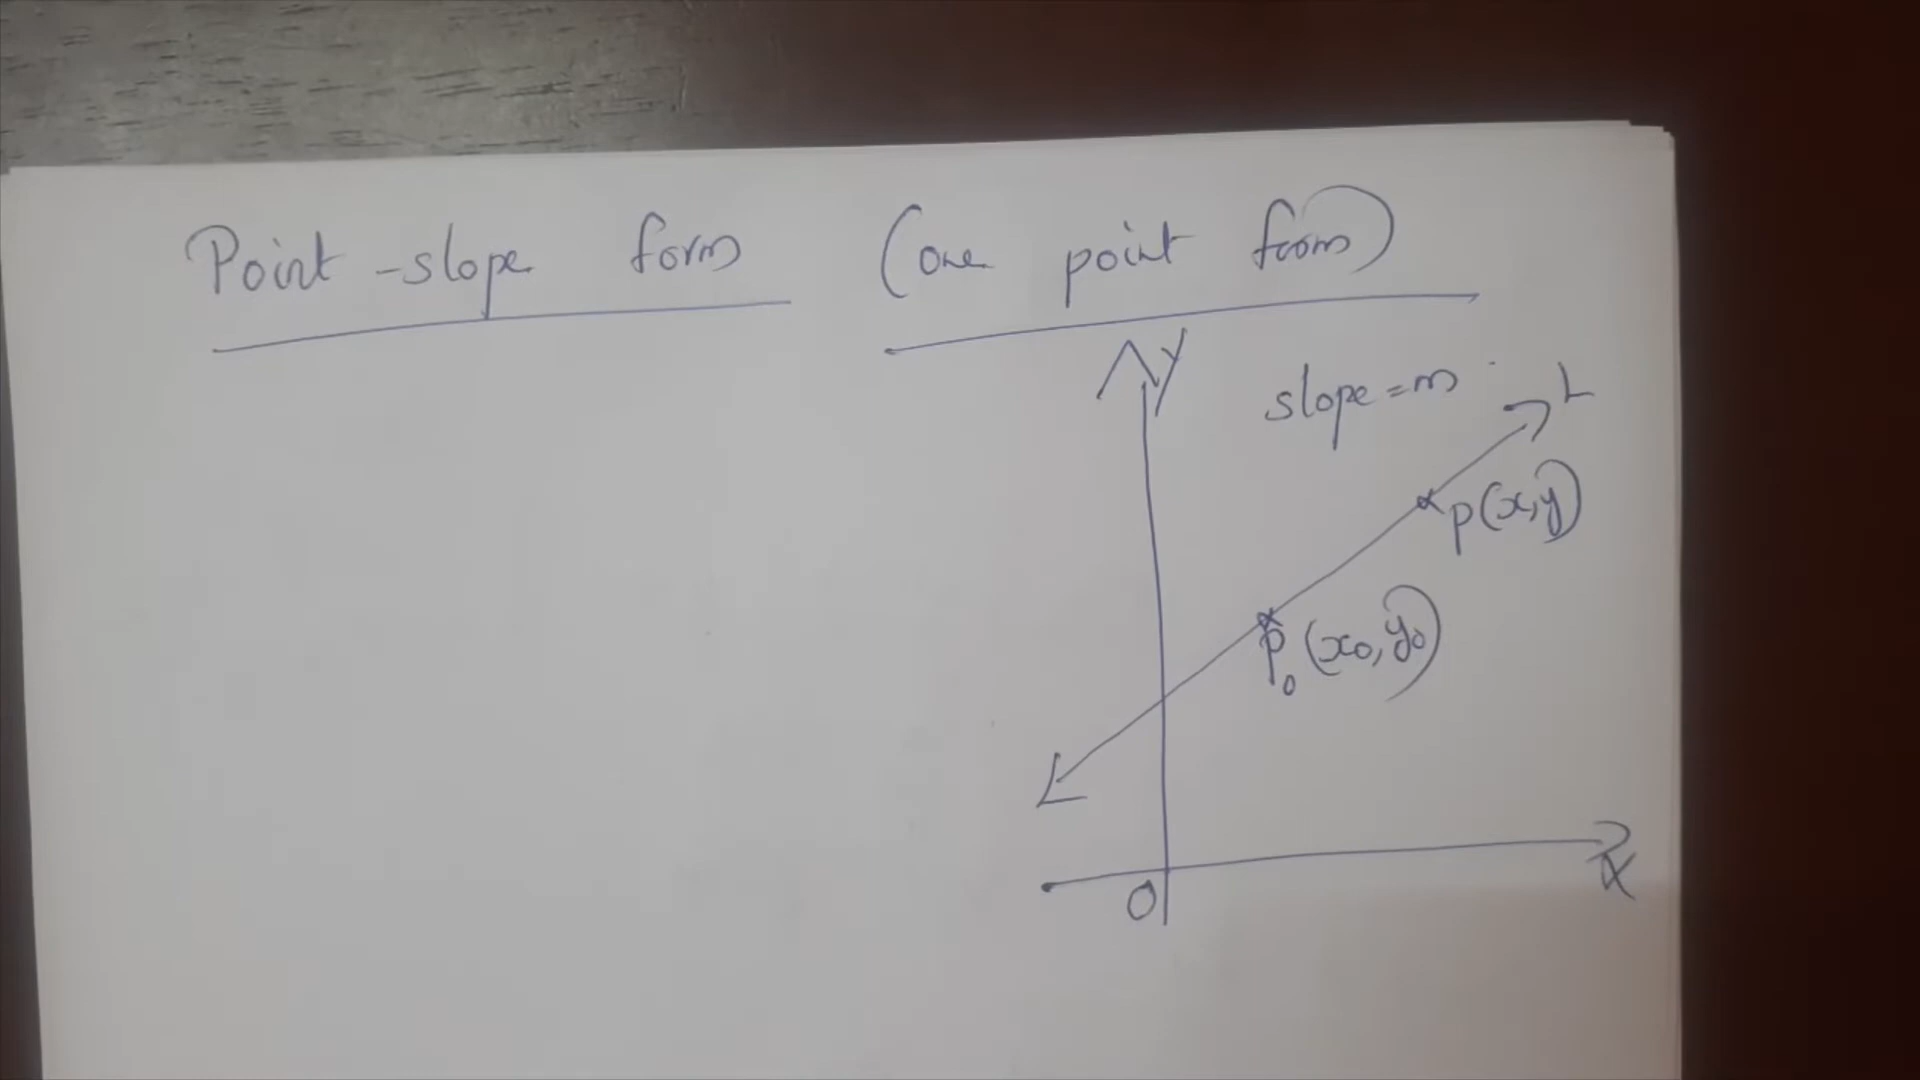 Point-slope form (one point form)
Y
slope=m
L
P(x,y)
P₀(x₀,y₀)
X
O